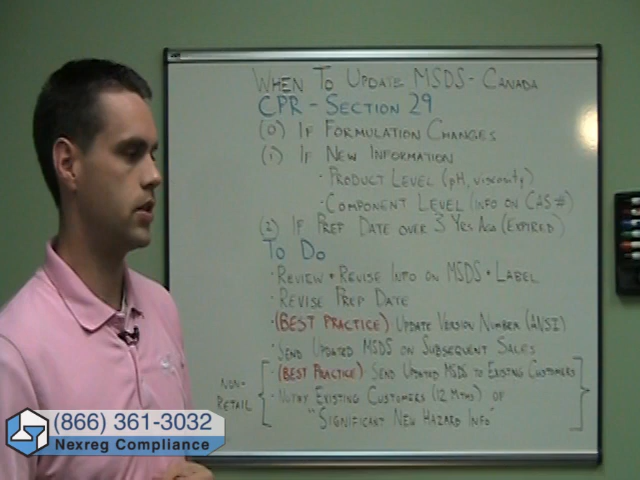 When To Update MSDS - Canada
CPR - Section 29
(0) If Formulation Changes
(1) If New Information
· Product Level (pH, viscosity)
· Component Level (Info on CAS #)
(2) If Prep Date over 3 Yrs Ago (Expired)
To Do
· Review + Revise Info on MSDS + Label
· Revise Prep Date
· (Best Practice) Update Version Number (ANSI)
· Send Updated MSDS on Subsequent Sales
· (Best Practice) Send Updated MSDS to Existing Customers
Non-
Retail
· Notify Existing Customers (12 Mths) of
"Significant New Hazard Info"
(866) 361-3032
Nexreg Compliance